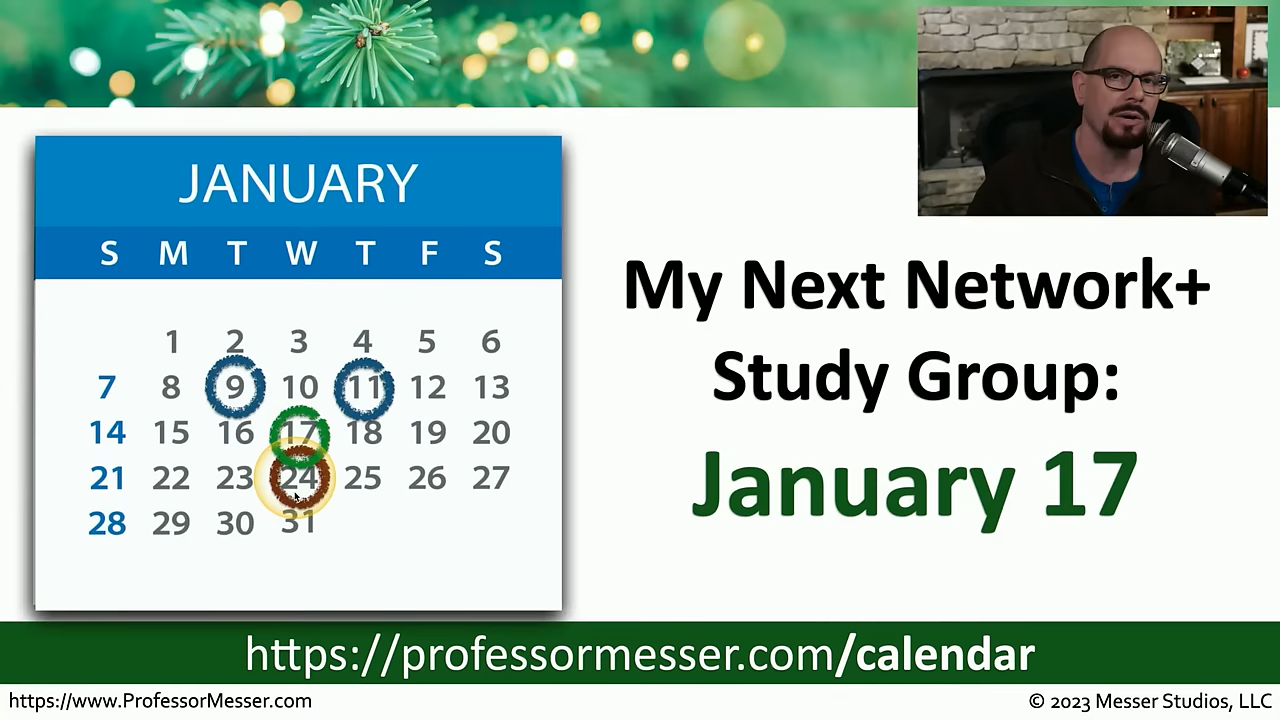 JANUARY
S M T W T F S
1 2 3 4 5 6
7 8 9 10 11 12 13
14 15 16 17 18 19 20
21 22 23 24 25 26 27
28 29 30 31
My Next Network+
Study Group:
January 17
https://professormesser.com/calendar
https://www.ProfessorMesser.com
© 2023 Messer Studios, LLC